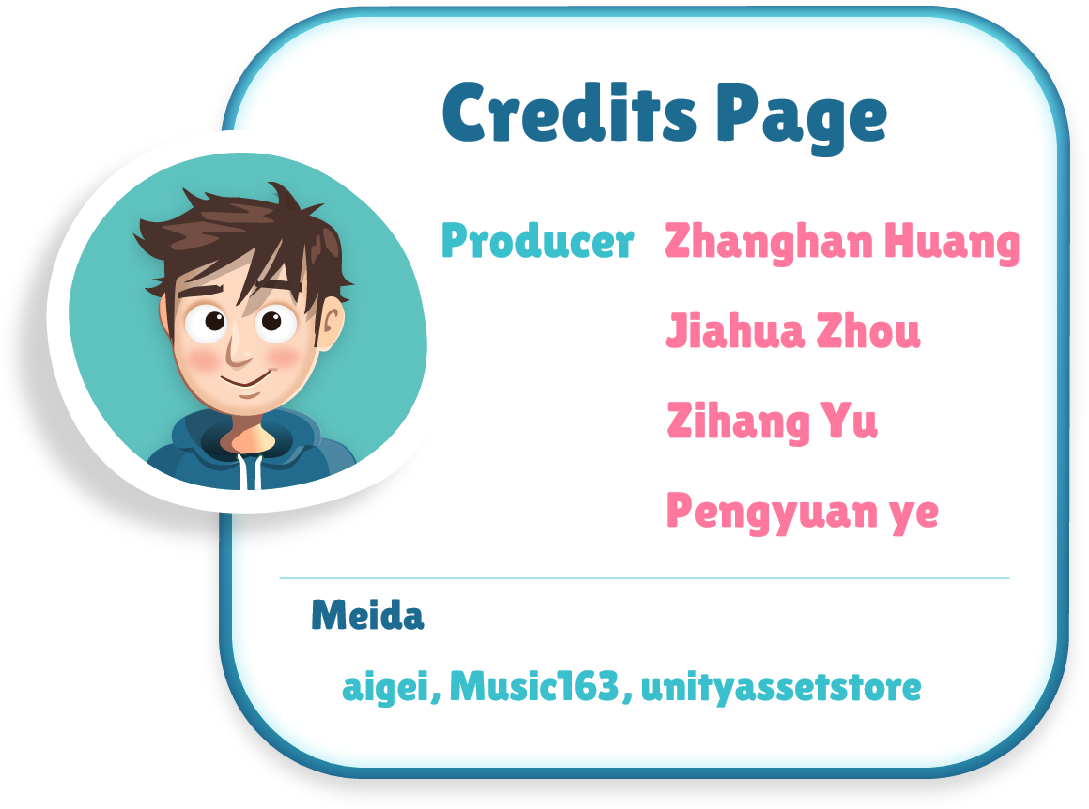 Credits Page
Producer Zhanghan Huang
Jiahua Zhou
Zihang Yu
Pengyuan ye
Meida
aigei, Music163, unityassetstore